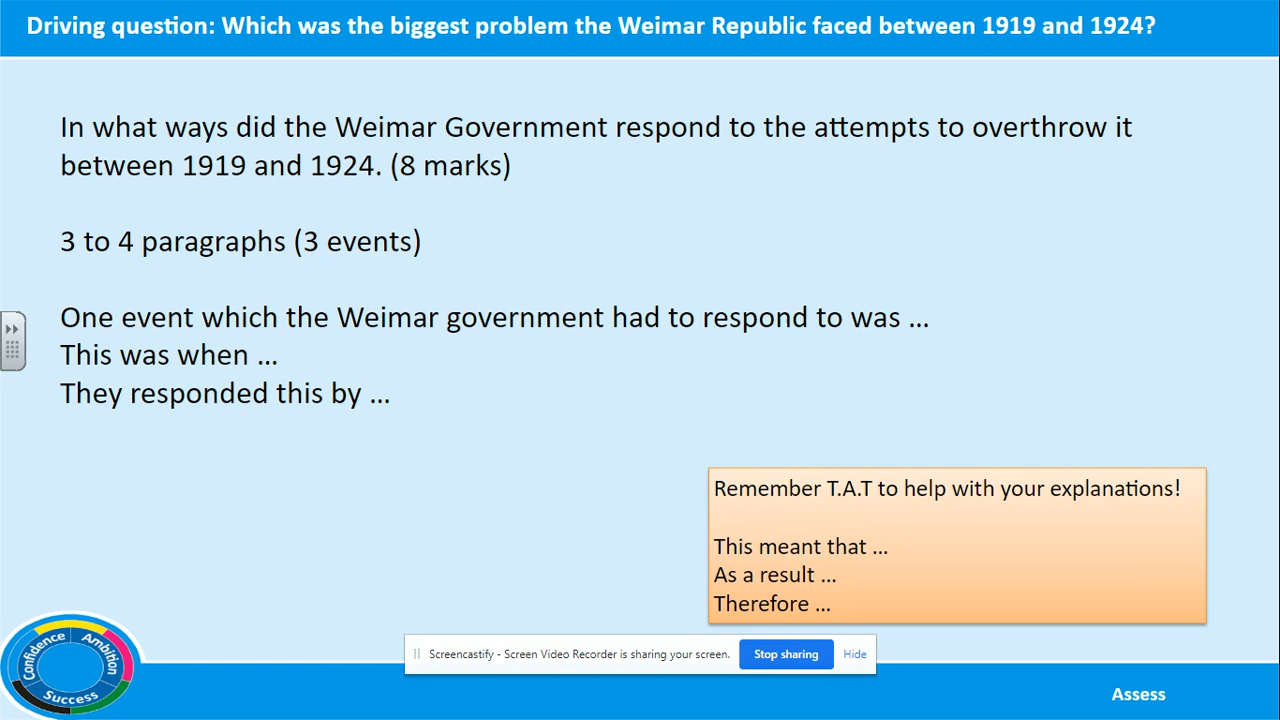 Driving question: Which was the biggest problem the Weimar Republic faced between 1919 and 1924?
In what ways did the Weimar Government respond to the attempts to overthrow it
between 1919 and 1924. (8 marks)
3 to 4 paragraphs (3 events)
One event which the Weimar government had to respond to was ...
This was when ...
They responded this by ...
Remember T.A.T to help with your explanations!
This meant that ...
As a result ...
Therefore ...
Screencastify - Screen Video Recorder is sharing your screen. Stop sharing Hide
Confidence Ambition
Success
Assess